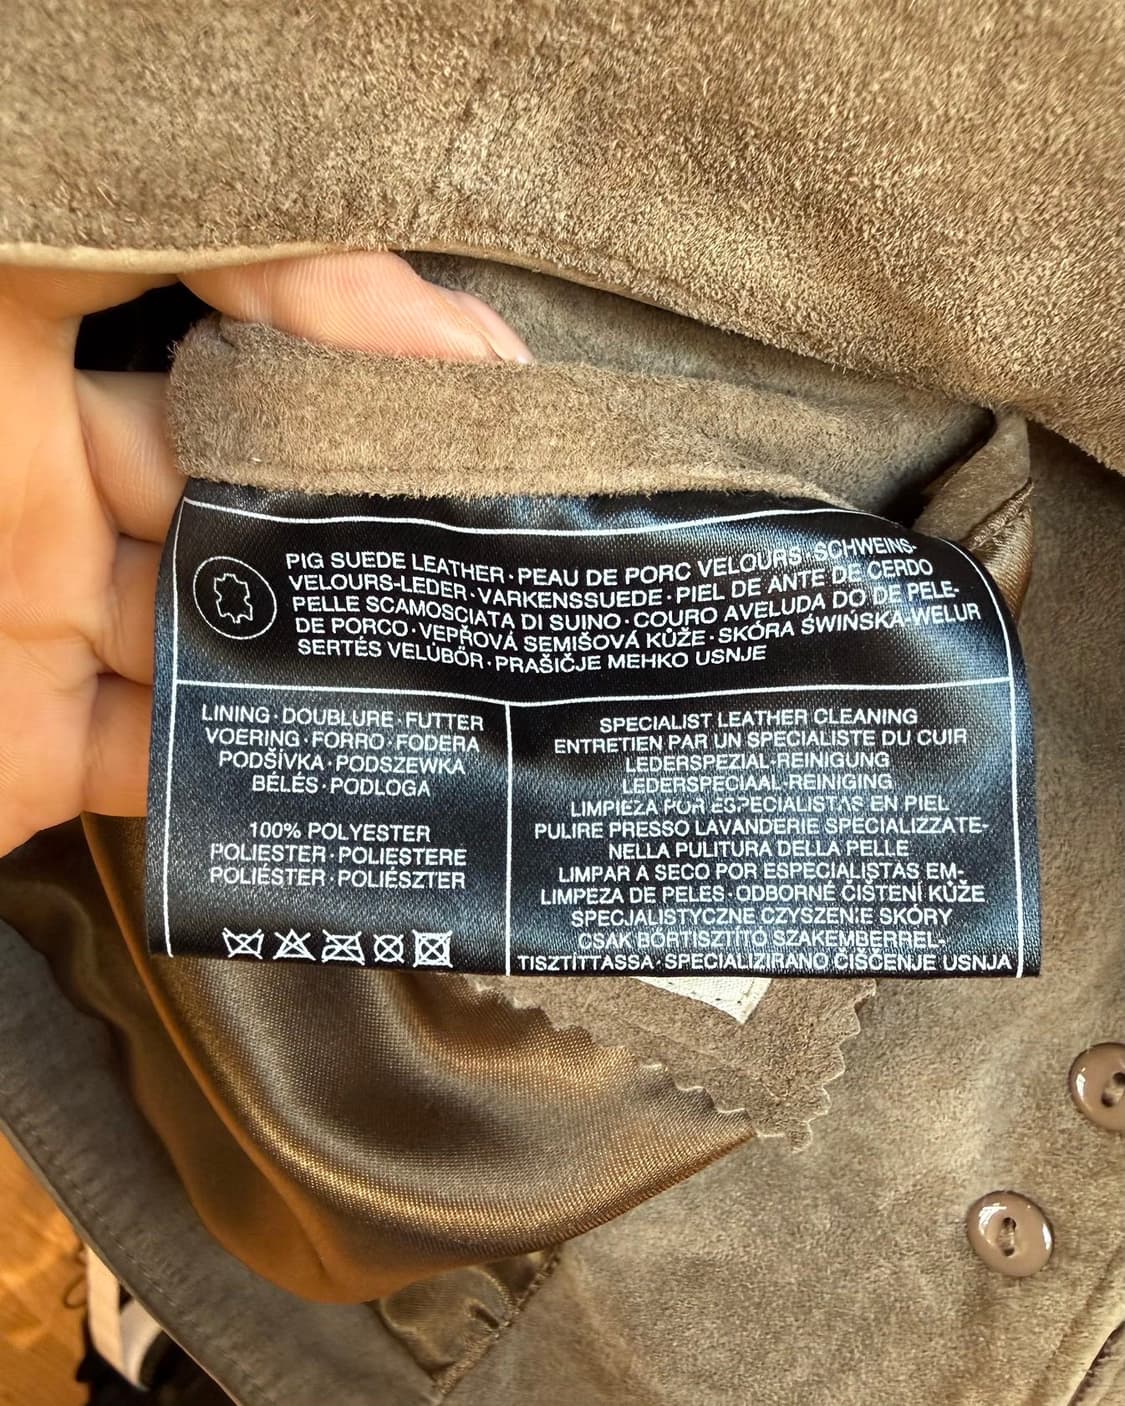 PIG SUEDE LEATHER·PEAU DE PORC VELOURS·SCHWEINS-
VELOURS-LEDER·VARKENSSUEDE·PIEL DE ANTE DE CERDO
PELLE SCAMOSCIATA DI SUINO·COURO AVELUDA DO DE PELE-
DE PORCO·VEPŘOVÁ SEMIŠOVÁ KŮŽE·SKÓRA ŚWIŃSKA-WELUR
SERTÉS VELÚBŐR·PRAŠIČJE MEHKO USNJE
LINING·DOUBLURE·FUTTER
VOERING·FORRO·FODERA
PODŠÍVKA·PODSZEWKA
BÉLÉS·PODLOGA
100% POLYESTER
POLIESTER·POLIESTERE
POLIÉSTER·POLIÉSZTER
SPECIALIST LEATHER CLEANING
ENTRETIEN PAR UN SPECIALISTE DU CUIR
LEDERSPEZIAL-REINIGUNG
LEDERSPECIAAL-REINIGING
LIMPIEZA POR ESPECIALISTAS EN PIEL
PULIRE PRESSO LAVANDERIE SPECIALIZZATE-
NELLA PULITURA DELLA PELLE
LIMPAR A SECO POR ESPECIALISTAS EM-
LIMPEZA DE PELES·ODBORNÉ ČIŠTENÍ KŮŽE
SPECJALISTYCZNE CZYSZENIE SKÓRY
CSAK BŐRTISZTÍTÓ SZAKEMBERREL-
TISZTÍTTASSA·SPECIALIZIRANO ČIŠČENJE USNJA